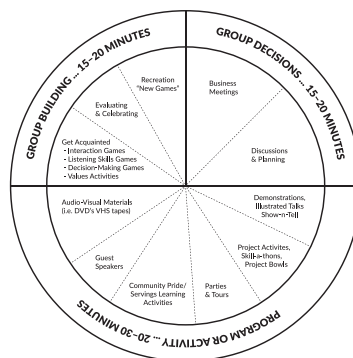 GROUP BUILDING ... 15–20 MINUTES
GROUP DECISIONS ... 15–20 MINUTES
Recreation
"New Games"
Business
Meetings
Evaluating
& Celebrating
Get Acquainted
- Interaction Games
- Listening Skills Games
- Decision-Making Games
- Values Activities
Discussions
& Planning
Audio-Visual Materials
(i.e. DVD's VHS tapes)
Demonstrations,
Illustrated Talks
Show-n-Tell
Guest
Speakers
Project Activites,
Skill-a-thons,
Project Bowls
Community Pride/
Servings Learning
Activities
Parties
& Tours
PROGRAM OR ACTIVITY ... 20–30 MINUTES